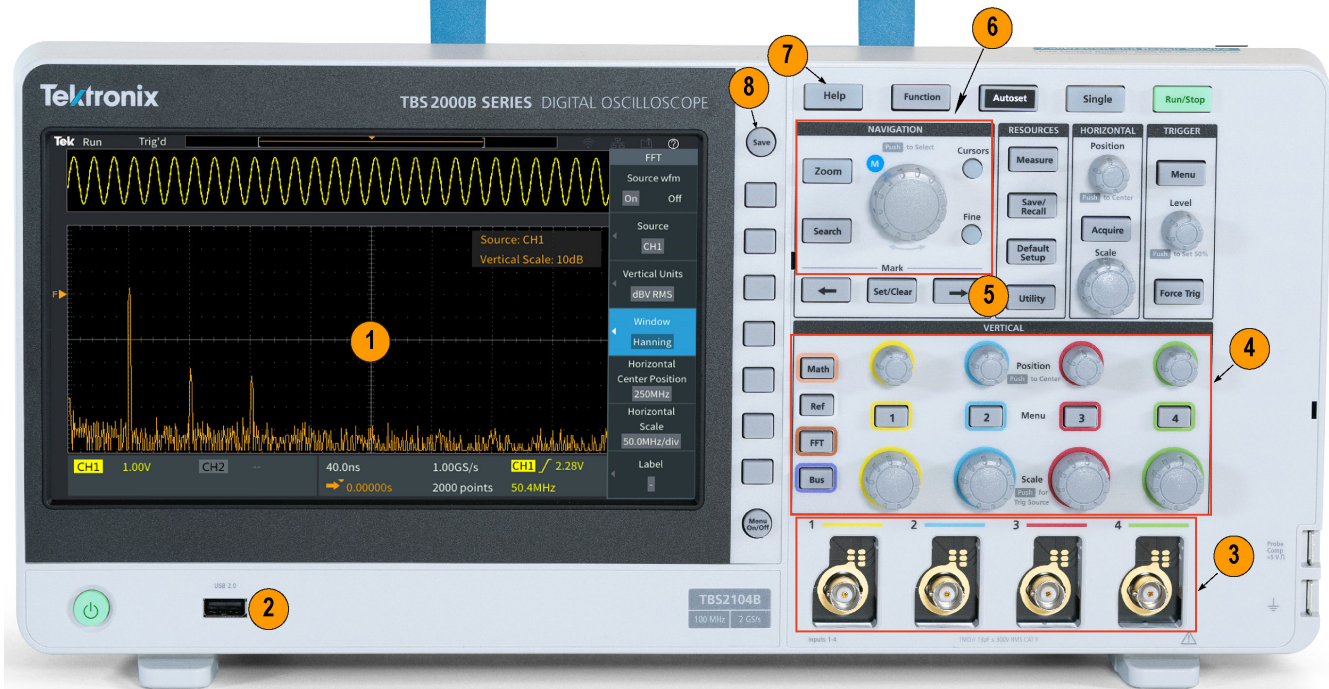 6
7
8
Tektronix
TBS 2000B SERIES DIGITAL OSCILLOSCOPE
Help
Function
Autoset
Single
Run/Stop
Save
Tek Run Trig'd
FFT
Source wfm
On Off
Source
CH1
Source: CH1
Vertical Scale: 10dB
Vertical Units
dBV RMS
Window
Hanning
Horizontal
Center Position
250MHz
Horizontal
Scale
50.0MHz/div
Label
-
F
1
CH1 1.00V CH2 -- 40.0ns 1.00GS/s CH1 2.28V
0.00000s 2000 points 50.4MHz
Menu
On/Off
NAVIGATION
Push to Select
Cursors
M
Zoom
Search
Fine
Mark
Set/Clear
5
RESOURCES
Measure
Save/
Recall
Default
Setup
Utility
HORIZONTAL
Position
Push to Center
Acquire
Scale
TRIGGER
Menu
Level
Push to Set 50%
Force Trig
VERTICAL
4
Math
Ref
FFT
Bus
Position
Push to Center
1
2
Menu
3
4
Scale
Push for
Trig Source
1 2 3 4
3
Probe
Comp
Inputs 1-4
USB 2.0
2
TBS2104B
100 MHz 2 GS/s